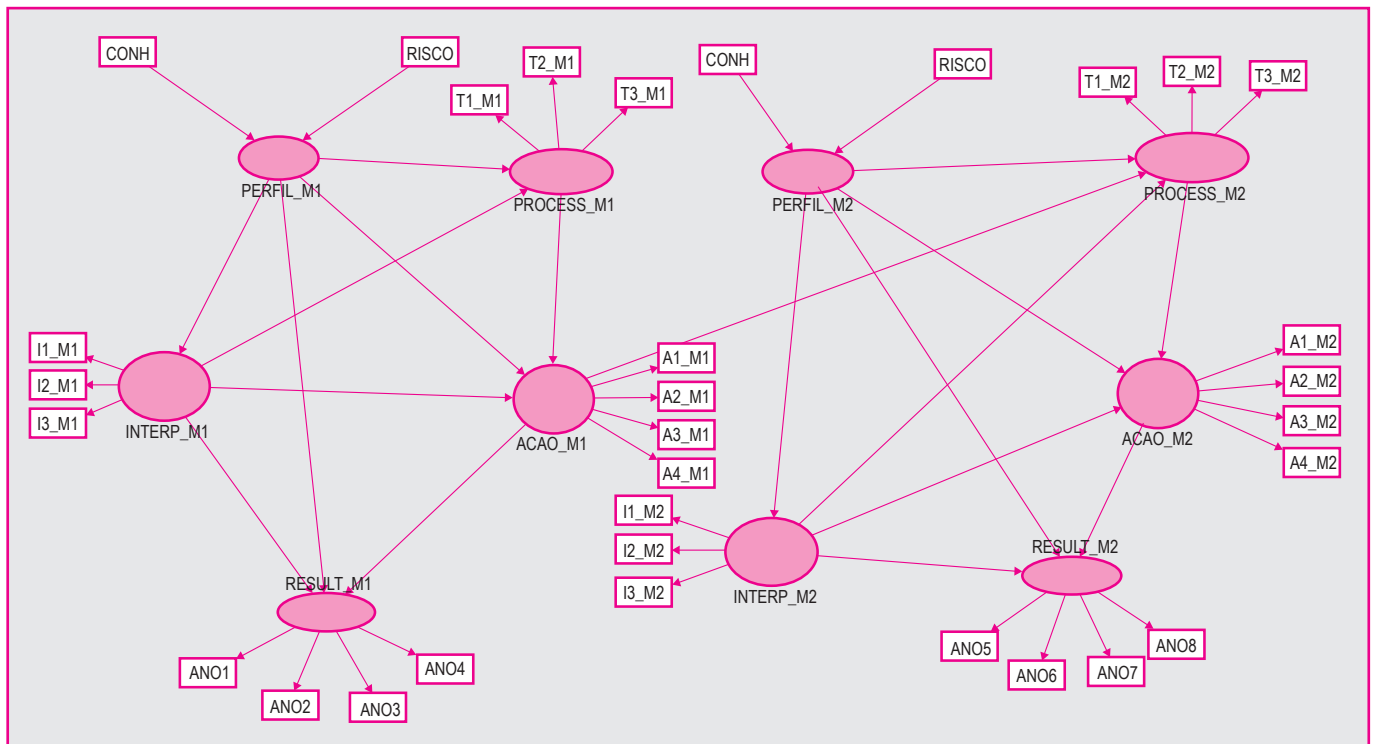 CONH
RISCO
T2_M1
T1_M1
T3_M1
PERFIL_M1
PROCESS_M1
I1_M1
I2_M1
I3_M1
INTERP_M1
ACAO_M1
A1_M1
A2_M1
A3_M1
A4_M1
RESULT_M1
ANO1
ANO2
ANO3
ANO4
CONH
RISCO
T1_M2
T2_M2
T3_M2
PERFIL_M2
PROCESS_M2
A1_M2
A2_M2
A3_M2
A4_M2
ACAO_M2
I1_M2
I2_M2
I3_M2
INTERP_M2
RESULT_M2
ANO5
ANO6
ANO7
ANO8